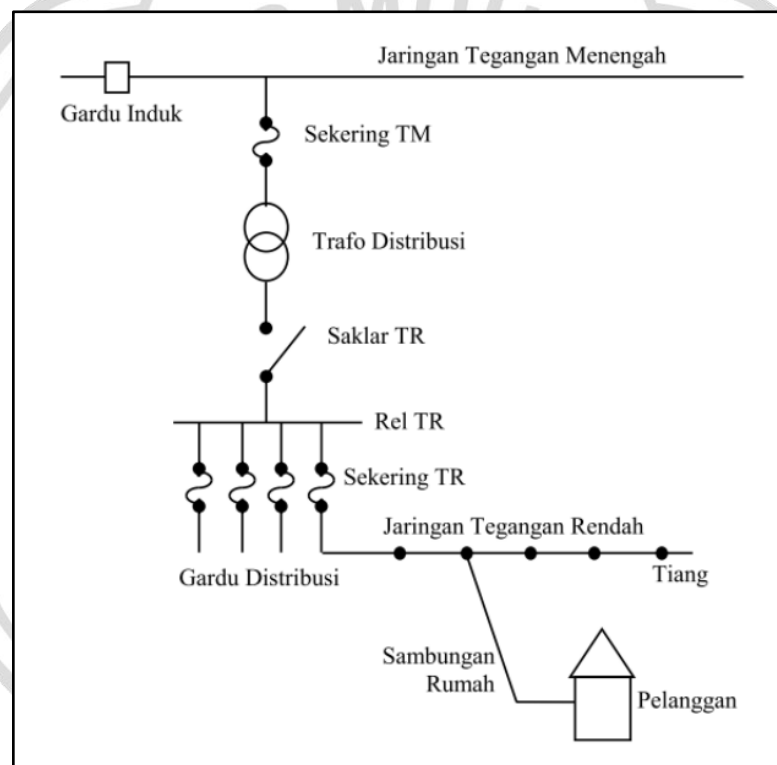 Jaringan Tegangan Menengah
Gardu Induk
Sekering TM
Trafo Distribusi
Saklar TR
Rel TR
Sekering TR
Jaringan Tegangan Rendah
Gardu Distribusi
Tiang
Sambungan
Rumah
Pelanggan